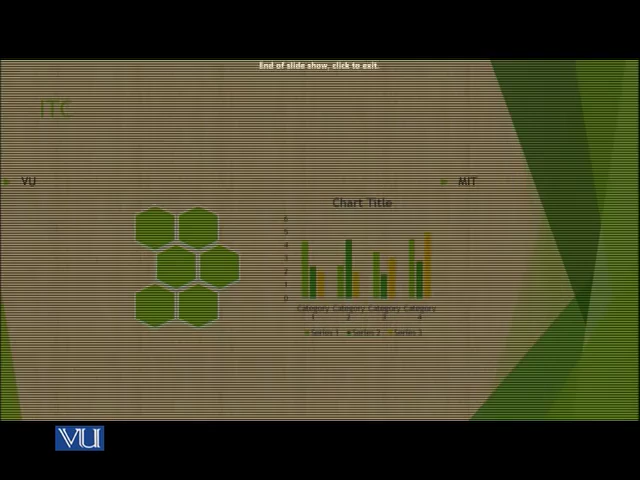 End of slide show, click to exit.
ITC
VU
MIT
Chart Title
6
5
4
3
2
1
0
Category Category Category Category
1 2 3 4
Series 1 Series 2 Series 3
VU